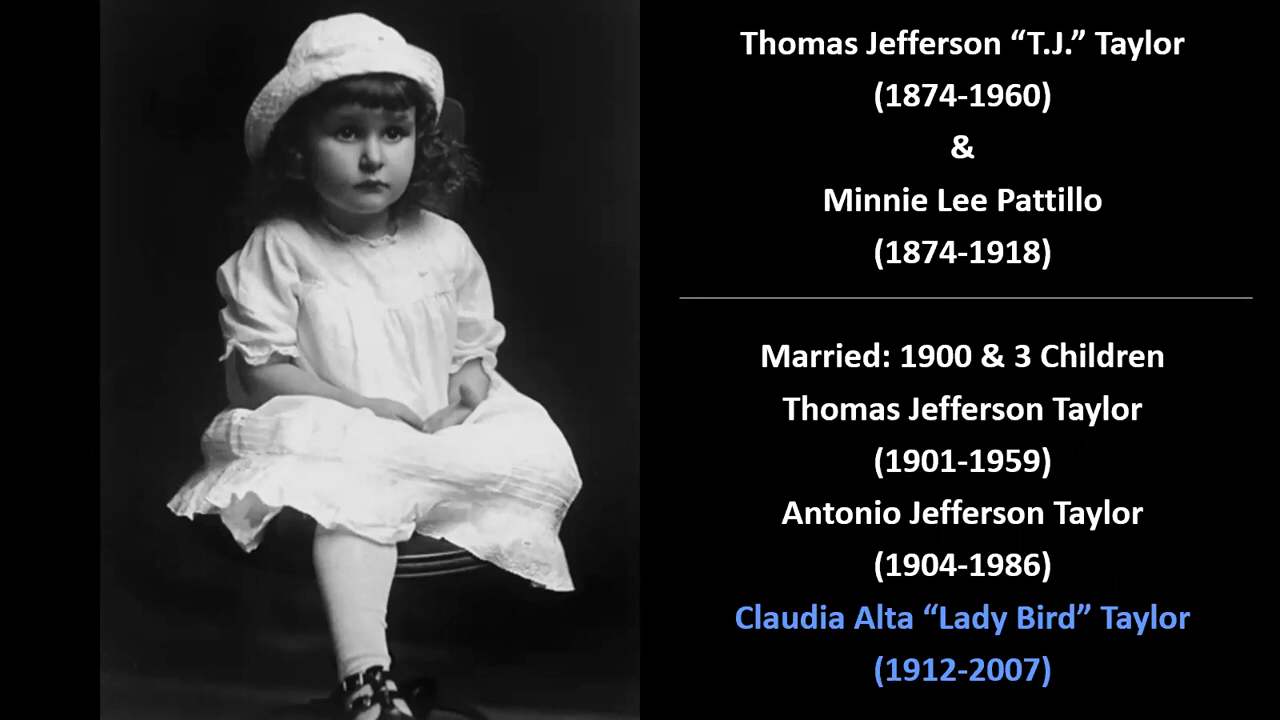 Thomas Jefferson “T.J.” Taylor
(1874-1960)
&
Minnie Lee Pattillo
(1874-1918)
Married: 1900 & 3 Children
Thomas Jefferson Taylor
(1901-1959)
Antonio Jefferson Taylor
(1904-1986)
Claudia Alta “Lady Bird” Taylor
(1912-2007)